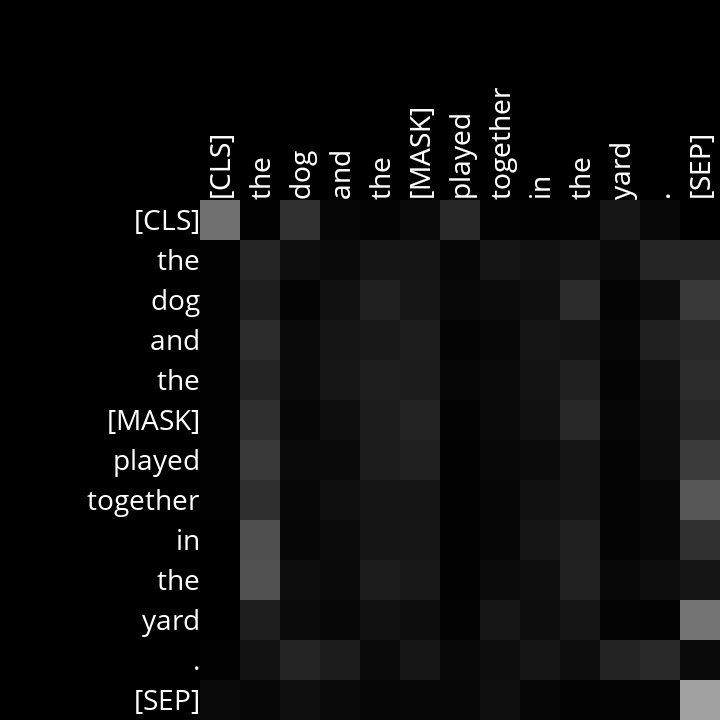 [CLS] the dog and the [MASK] played together in the yard . [SEP]
[CLS]
the
dog
and
the
[MASK]
played
together
in
the
yard
.
[SEP]